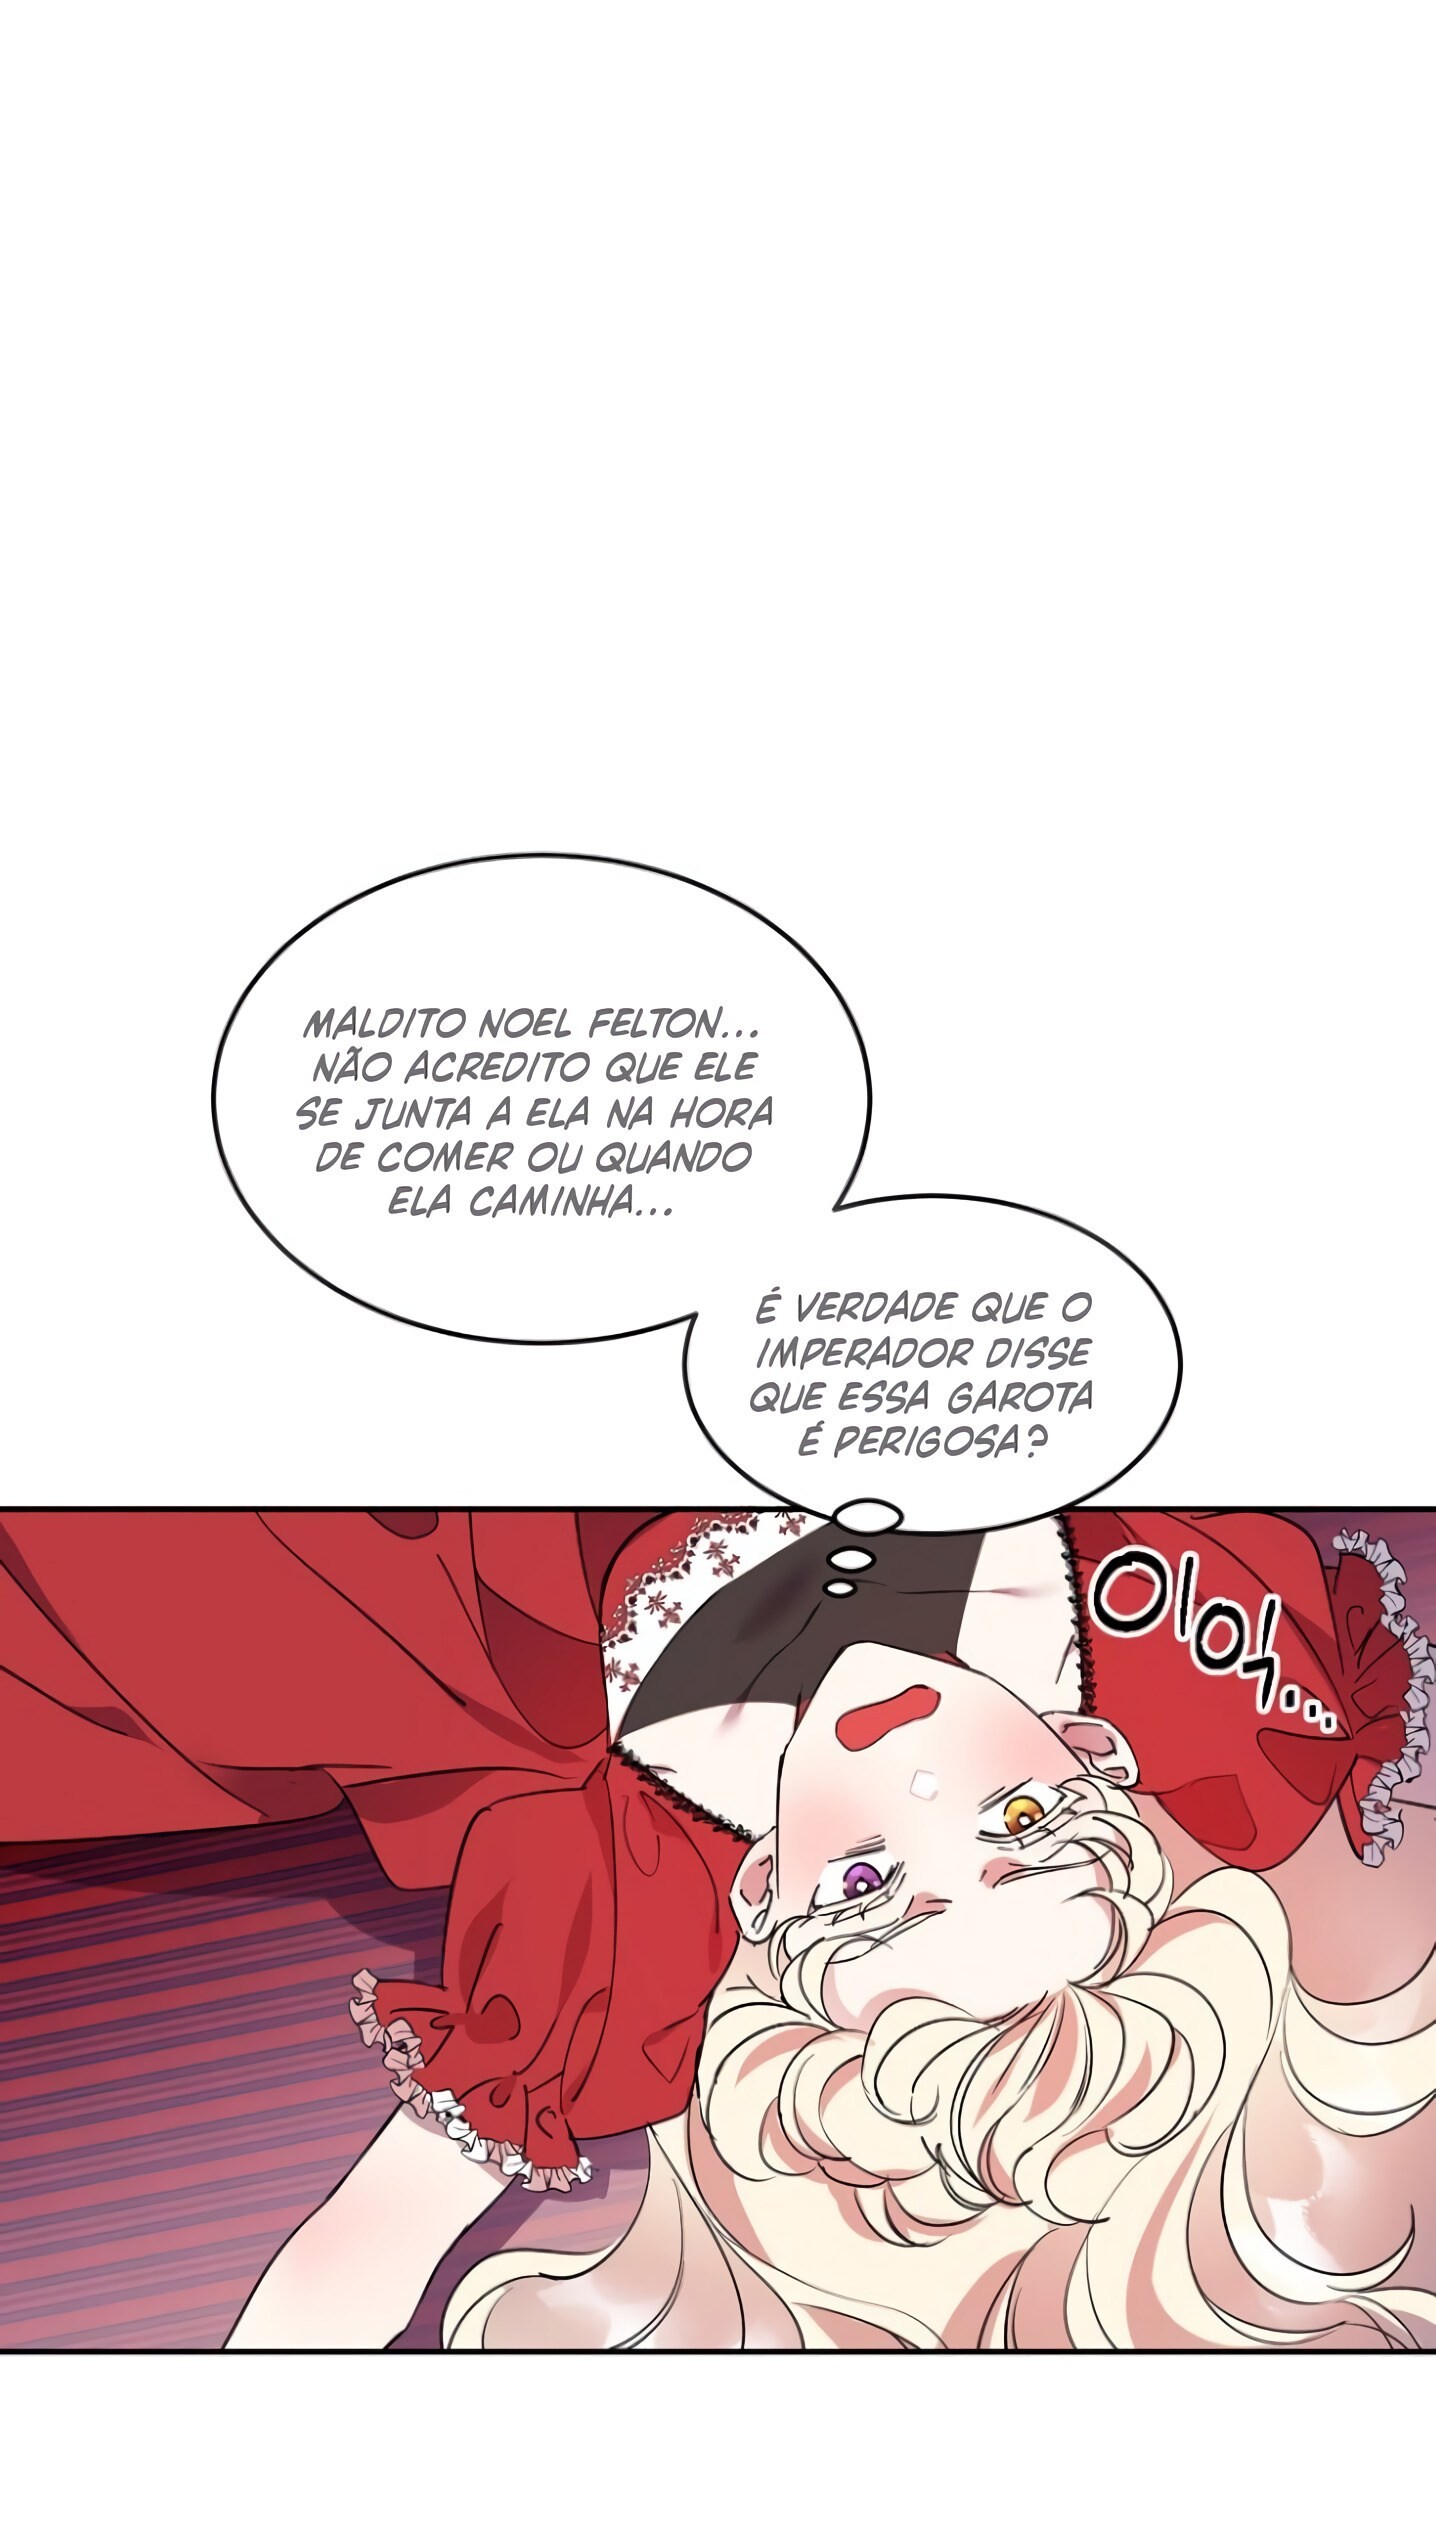 MALDITO NOEL FELTON...
NÃO ACREDITO QUE ELE
SE JUNTA A ELA NA HORA
DE COMER OU QUANDO
ELA CAMINHA...
É VERDADE QUE O
IMPERADOR DISSE
QUE ESSA GAROTA
É PERIGOSA?
으이...